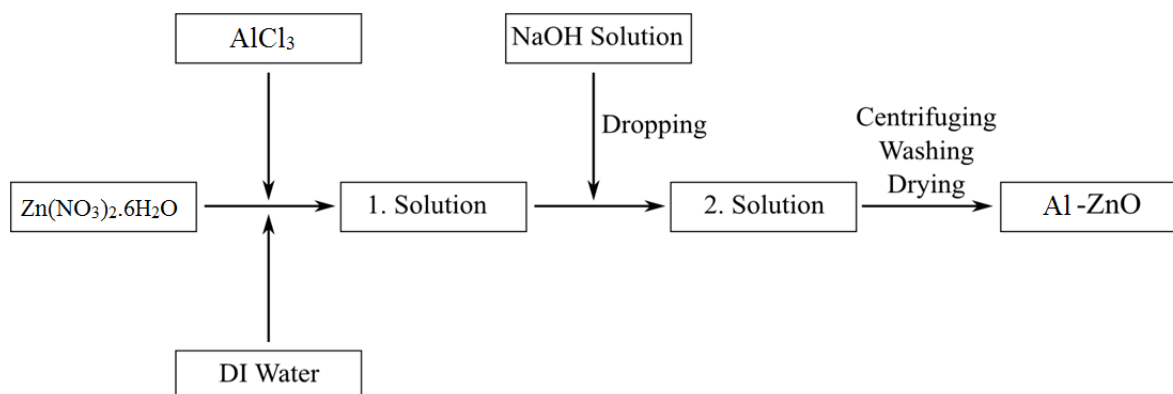 AlCl₃
NaOH Solution
Dropping
Centrifuging
Washing
Drying
Zn(NO₃)₂.6H₂O
1. Solution
2. Solution
Al -ZnO
DI Water